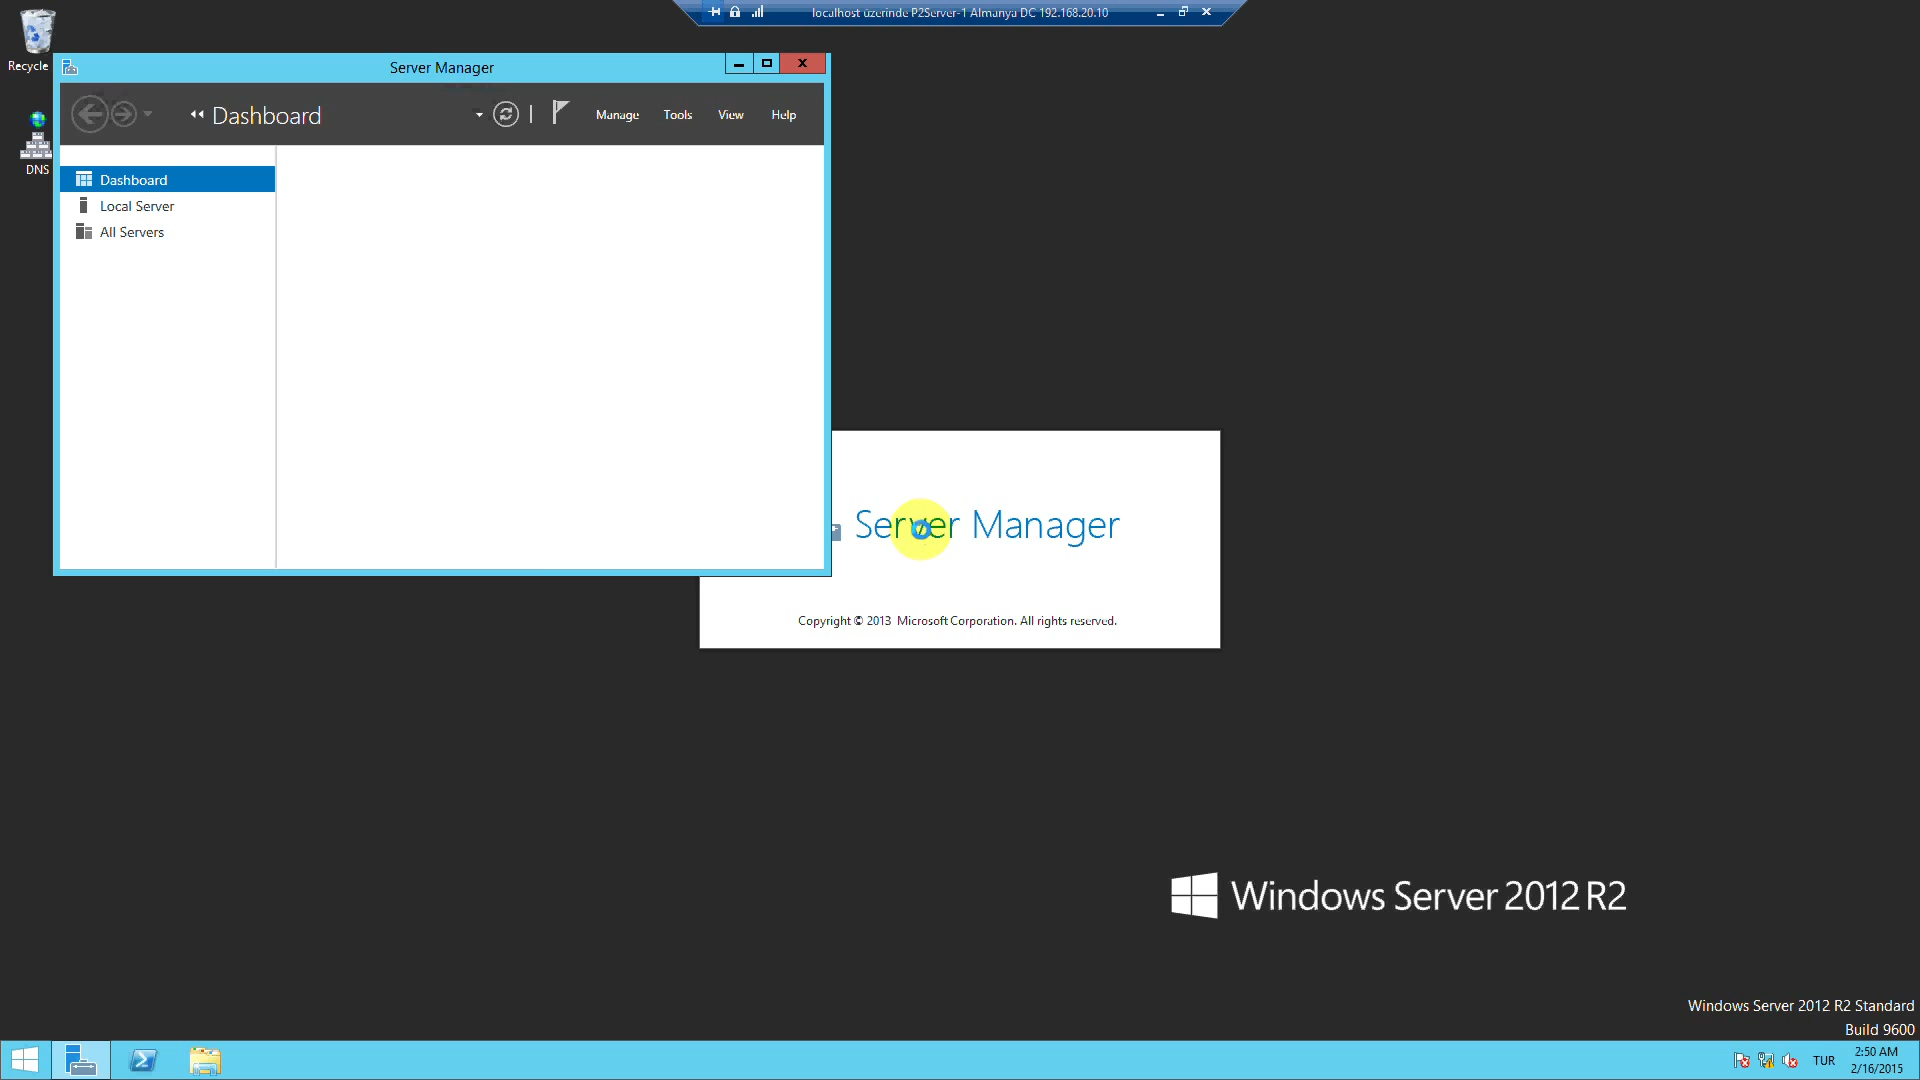 localhost üzerinde P2Server-1 Almanya DC 192.168.20.10
Recycle
DNS
Server Manager
Dashboard
Manage Tools View Help
Dashboard
Local Server
All Servers
Server Manager
Copyright © 2013 Microsoft Corporation. All rights reserved.
Windows Server 2012 R2
Windows Server 2012 R2 Standard
Build 9600
TUR
2:50 AM
2/16/2015